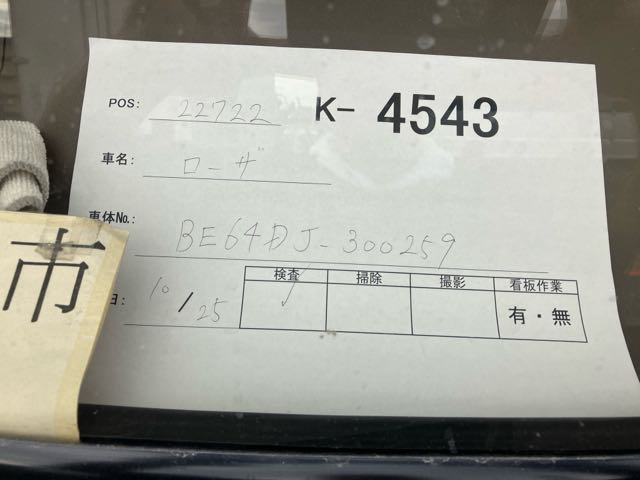 POS: 22722 K- 4543
車名: ローザ
車体No.: BE64DJ-300259
日: 10/25
検査 掃除 撮影 看板作業
✓ 有・無
市